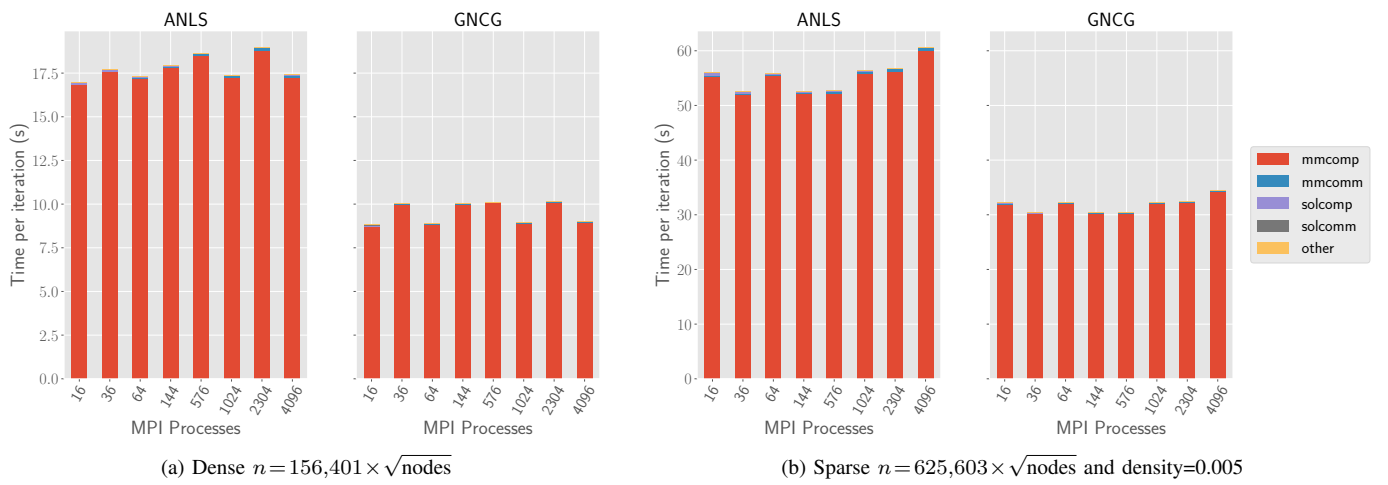 ANLS
GNCG
ANLS
GNCG
Time per iteration (s)
17.5
15.0
12.5
10.0
7.5
5.0
2.5
0.0
16 36 64 144 576 1024 2304 4096
16 36 64 144 576 1024 2304 4096
MPI Processes
MPI Processes
Time per iteration (s)
60
50
40
30
20
10
0
16 36 64 144 576 1024 2304 4096
16 36 64 144 576 1024 2304 4096
MPI Processes
MPI Processes
mmcomp
mmcomm
solcomp
solcomm
other
(a) Dense n=156,401×√nodes
(b) Sparse n=625,603×√nodes and density=0.005